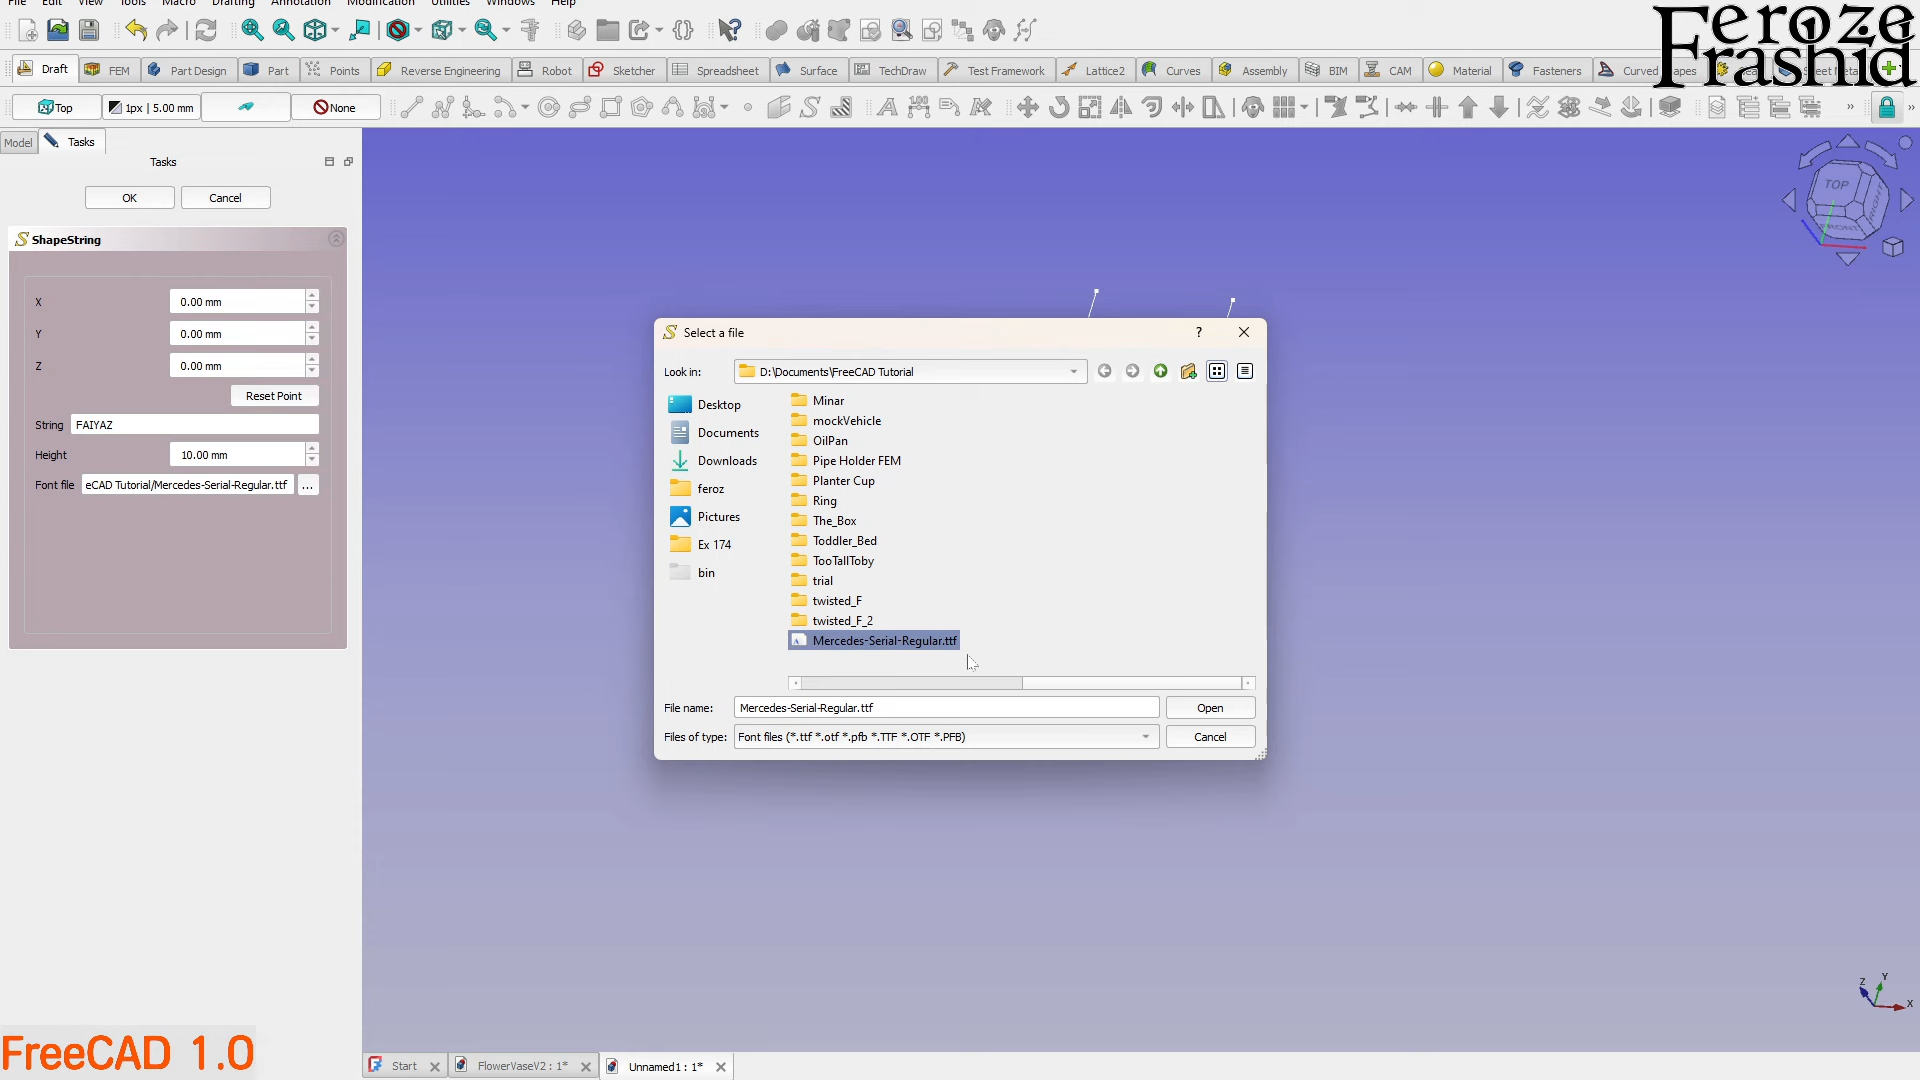 File Edit View Tools Macro Drafting Annotation Modification Utilities Windows Help
Feroze
Frashid
Draft FEM Part Design Part Points Reverse Engineering Robot Sketcher Spreadsheet Surface TechDraw Test Framework Lattice2 Curves Assembly BIM CAM Material Fasteners
Top 1px | 5.00 mm None
Model Tasks
Tasks
OK Cancel
ShapeString
X 0.00 mm
Y 0.00 mm
Z 0.00 mm
Reset Point
String FAIYAZ
Height 10.00 mm
Font file eCAD Tutorial/Mercedes-Serial-Regular.ttf ...
Select a file ?
Look in: D:\Documents\FreeCAD Tutorial
Desktop
Documents
Downloads
feroz
Pictures
Ex 174
bin
Minar
mockVehicle
OilPan
Pipe Holder FEM
Planter Cup
Ring
The_Box
Toddler_Bed
TooTallToby
trial
twisted_F
twisted_F_2
Mercedes-Serial-Regular.ttf
File name: Mercedes-Serial-Regular.ttf Open
Files of type: Font files (*.ttf *.otf *.pfb *.TTF *.OTF *.PFB) Cancel
TOP
RIGHT
FRONT
Z Y X
FreeCAD 1.0
Start FlowerVaseV2 : 1* Unnamed1 : 1*